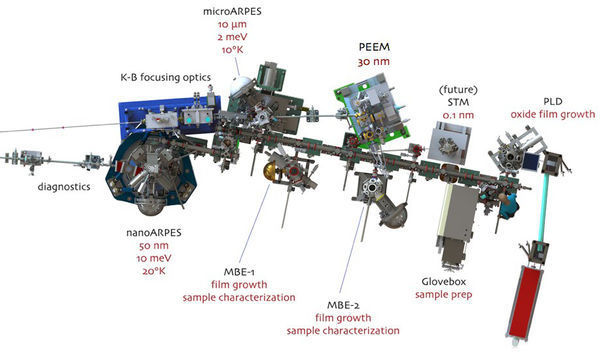 microARPES
10 µm
2 meV
10°K
K-B focusing optics
PEEM
30 nm
(future)
STM
0.1 nm
PLD
oxide film growth
diagnostics
nanoARPES
50 nm
10 meV
20°K
MBE-1
film growth
sample characterization
MBE-2
film growth
sample characterization
Glovebox
sample prep